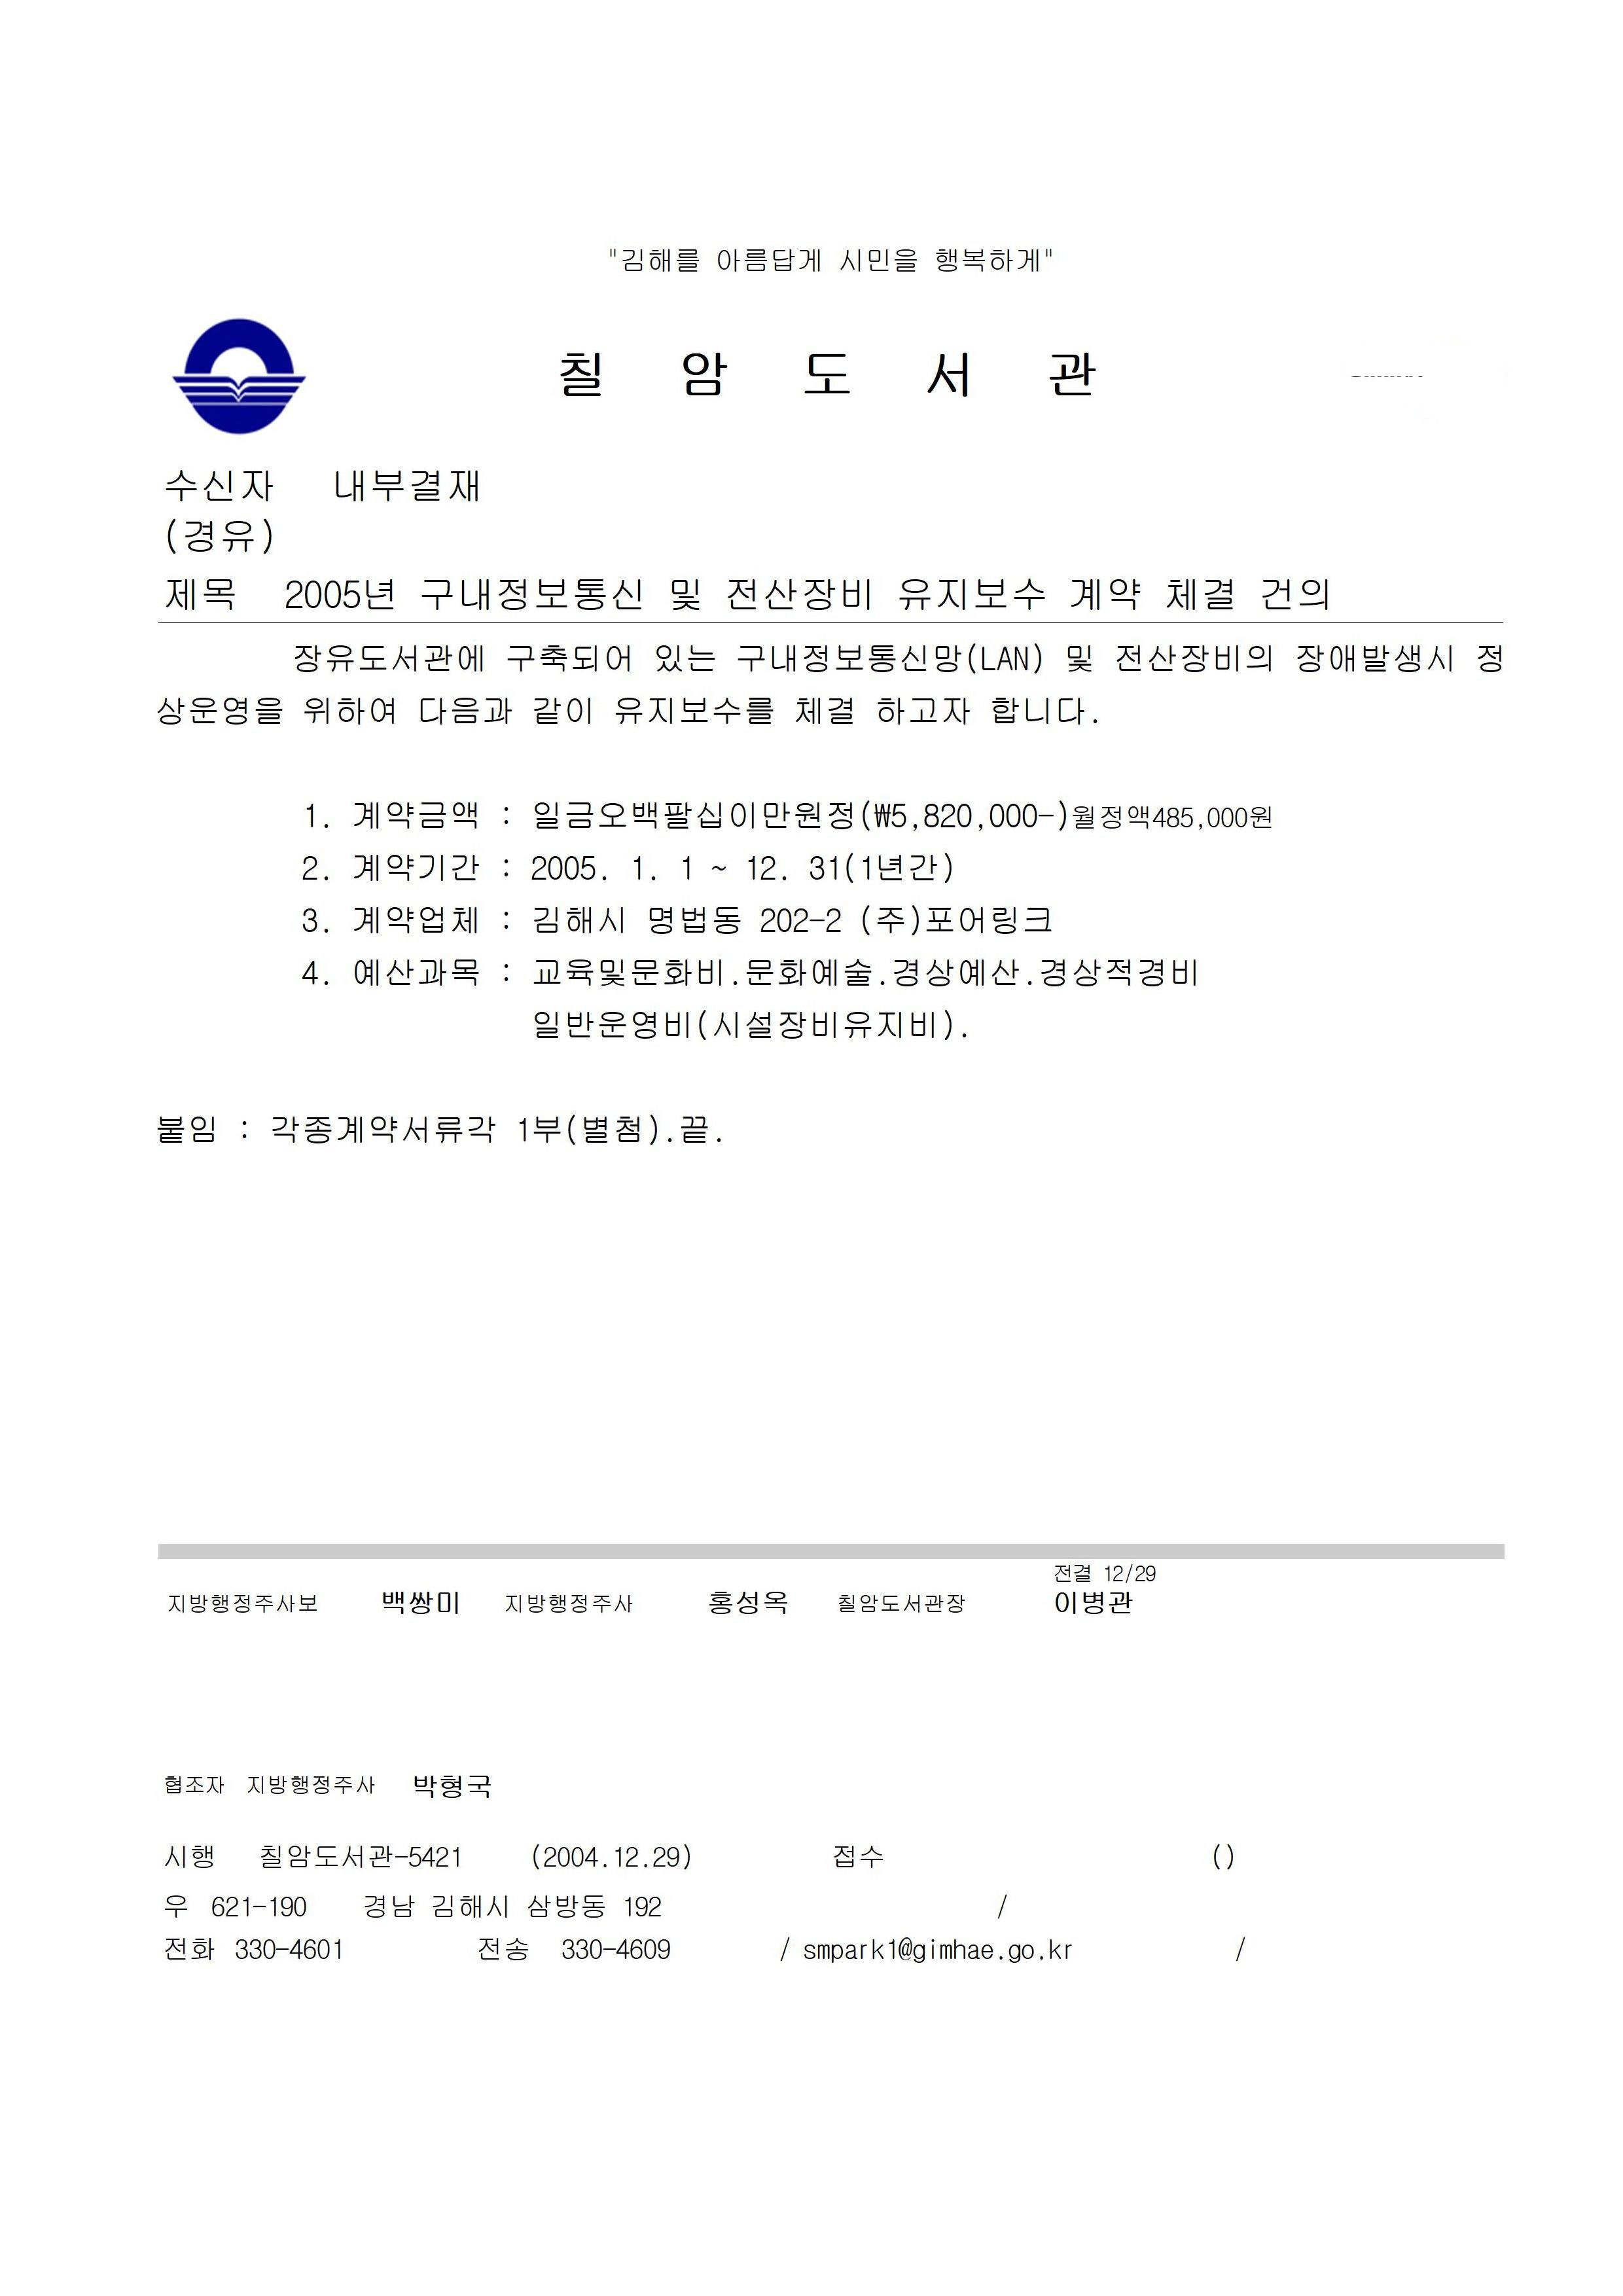 "김해를 아름답게 시민을 행복하게"
칠 암 도 서 관
수신자 내부결재
(경유)
제목 2005년 구내정보통신 및 전산장비 유지보수 계약 체결 건의
장유도서관에 구축되어 있는 구내정보통신망(LAN) 및 전산장비의 장애발생시 정
상운영을 위하여 다음과 같이 유지보수를 체결 하고자 합니다.
1. 계약금액 : 일금오백팔십이만원정(₩5,820,000-)월정액485,000원
2. 계약기간 : 2005. 1. 1 ~ 12. 31(1년간)
3. 계약업체 : 김해시 명법동 202-2 (주)포어링크
4. 예산과목 : 교육및문화비.문화예술.경상예산.경상적경비
일반운영비(시설장비유지비).
붙임 : 각종계약서류각 1부(별첨).끝.
전결 12/29
지방행정주사보 백쌍미 지방행정주사 홍성옥 칠암도서관장 이병관
협조자 지방행정주사 박형국
시행 칠암도서관-5421 (2004.12.29) 접수 ()
우 621-190 경남 김해시 삼방동 192 /
전화 330-4601 전송 330-4609 / smpark1@gimhae.go.kr /